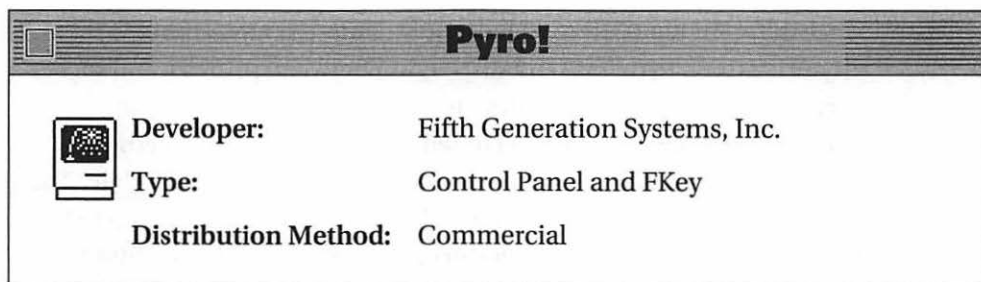 Pyro!
Developer: Fifth Generation Systems, Inc.
Type: Control Panel and FKey
Distribution Method: Commercial